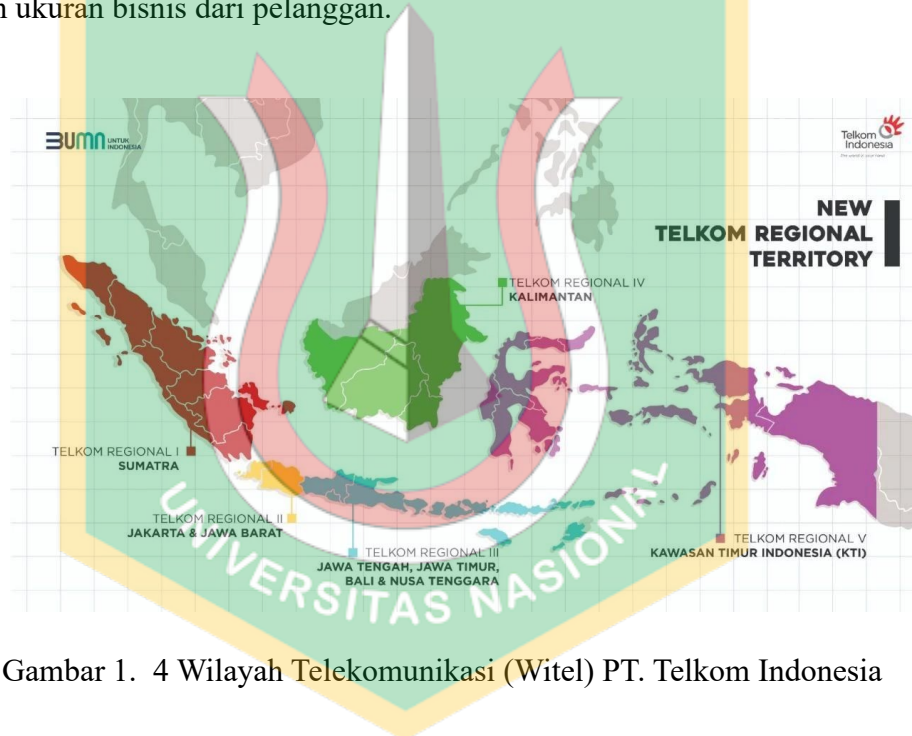 n ukuran bisnis dari pelanggan.
BUMN UNTUK
INDONESIA
Telkom
Indonesia
NEW
TELKOM REGIONAL
TERRITORY
TELKOM REGIONAL IV
KALIMANTAN
TELKOM REGIONAL I
SUMATRA
TELKOM REGIONAL II
JAKARTA & JAWA BARAT
TELKOM REGIONAL III
JAWA TENGAH, JAWA TIMUR,
BALI & NUSA TENGGARA
TELKOM REGIONAL V
KAWASAN TIMUR INDONESIA (KTI)
UNIVERSITAS NASIONAL
Gambar 1. 4 Wilayah Telekomunikasi (Witel) PT. Telkom Indonesia